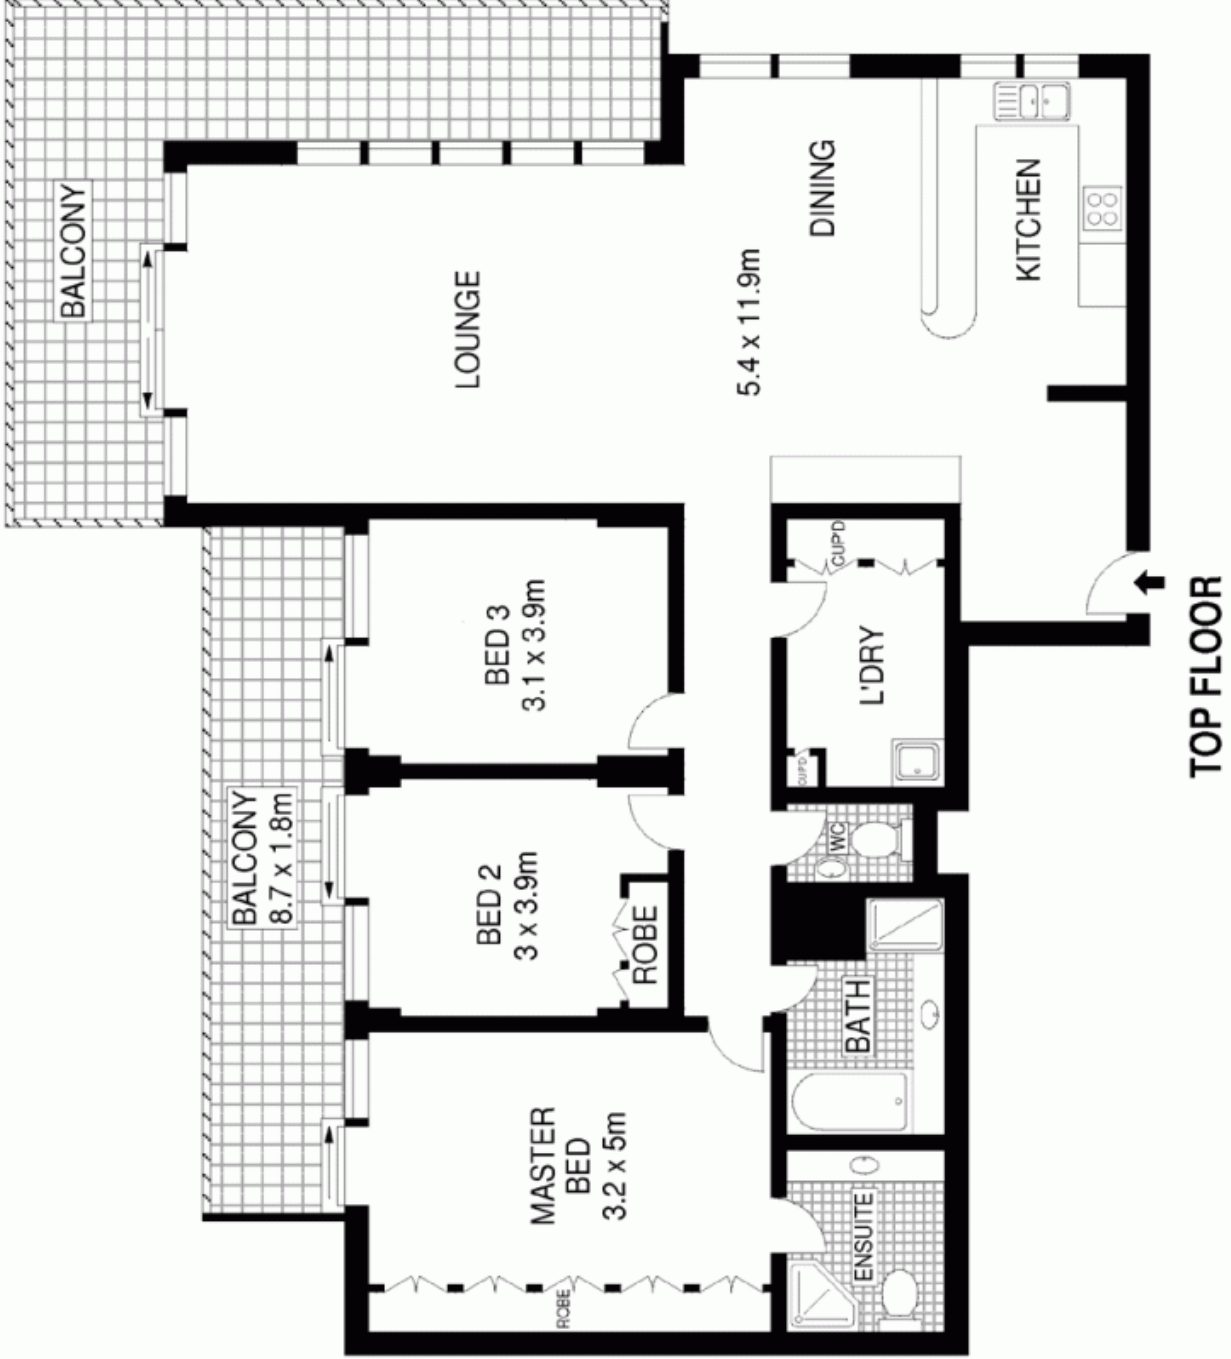 BALCONY
LOUNGE
DINING
5.4 x 11.9m
KITCHEN
BED 3
3.1 x 3.9m
CUP'D
L'DRY
CUP'D
TOP FLOOR
BALCONY
8.7 x 1.8m
BED 2
3 x 3.9m
ROBE
WC
BATH
MASTER
BED
3.2 x 5m
ENSUITE
ROBE